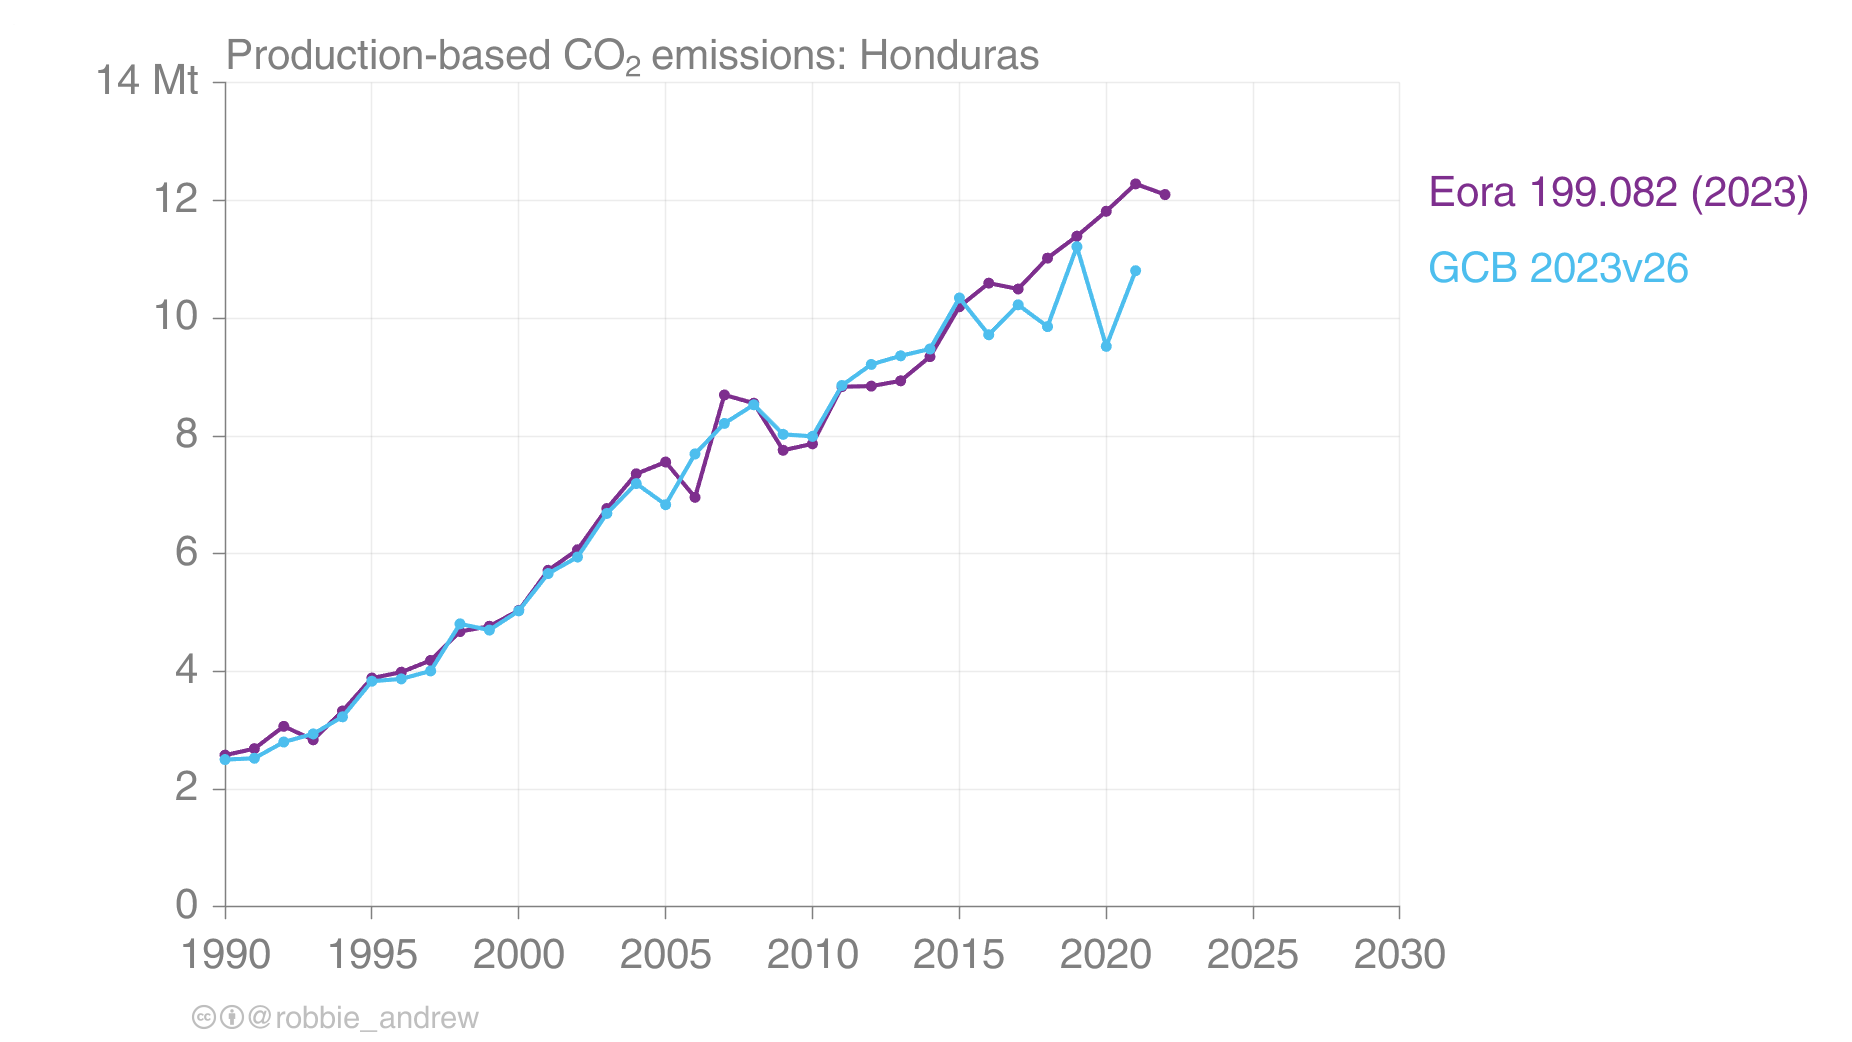 Production-based CO₂ emissions: Honduras
14 Mt
12
10
8
6
4
2
0
1990 1995 2000 2005 2010 2015 2020 2025 2030
Eora 199.082 (2023)
GCB 2023v26
@robbie_andrew